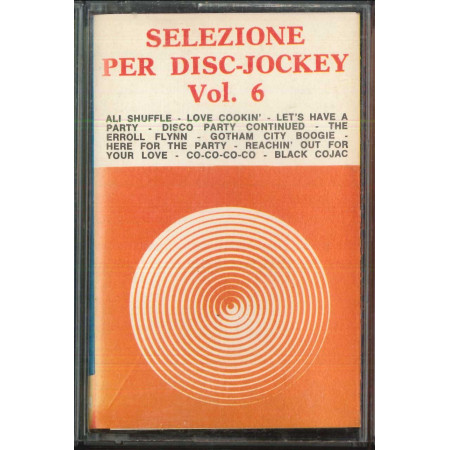 SELEZIONE
PER DISC-JOCKEY
Vol. 6
ALI SHUFFLE - LOVE COOKIN' - LET'S HAVE A
PARTY - DISCO PARTY CONTINUED - THE
ERROLL FLYNN - GOTHAM CITY BOOGIE -
HERE FOR THE PARTY - REACHIN' OUT FOR
YOUR LOVE - CO-CO-CO-CO - BLACK COJAC